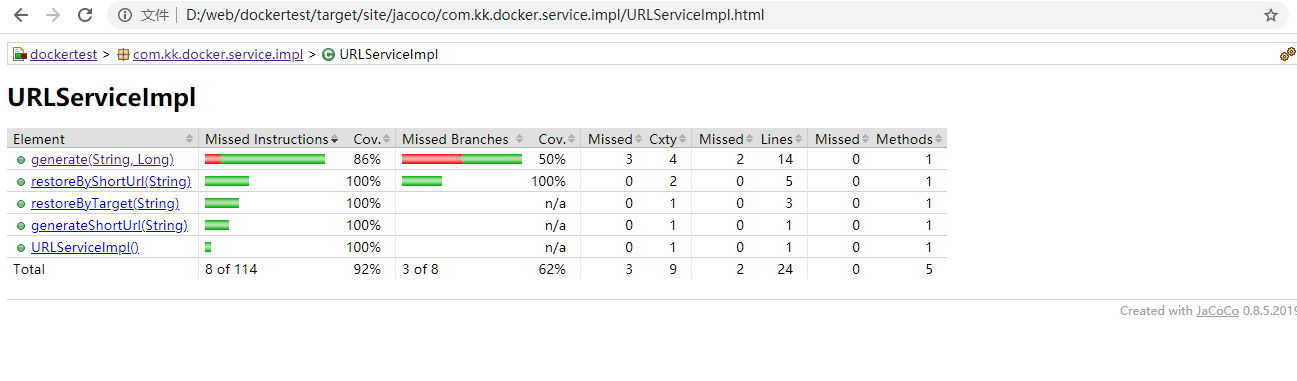 文件 D:/web/dockertest/target/site/jacoco/com.kk.docker.service.impl/URLServiceImpl.html
dockertest > com.kk.docker.service.impl > URLServiceImpl
URLServiceImpl
Element Missed Instructions Cov. Missed Branches Cov. Missed Cxty Missed Lines Missed Methods
generate(String, Long) 86% 50% 3 4 2 14 0 1
restoreByShortUrl(String) 100% 100% 0 2 0 5 0 1
restoreByTarget(String) 100% n/a 0 1 0 3 0 1
generateShortUrl(String) 100% n/a 0 1 0 1 0 1
URLServiceImpl() 100% n/a 0 1 0 1 0 1
Total 8 of 114 92% 3 of 8 62% 3 9 2 24 0 5
Created with JaCoCo 0.8.5.2019